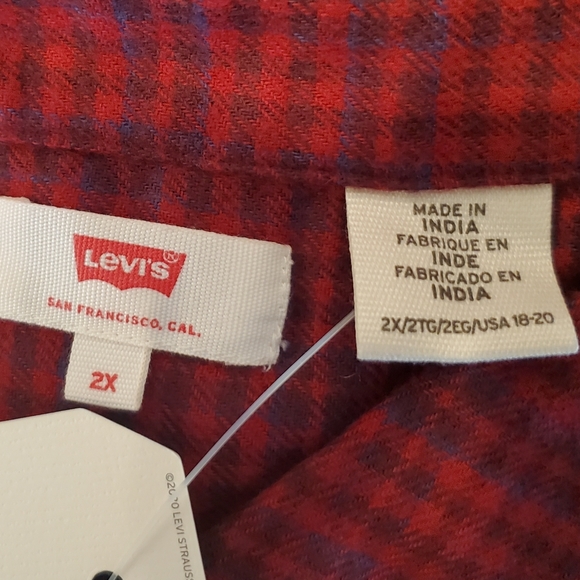 Levi's ®
SAN FRANCISCO, CAL.
2X
MADE IN
INDIA
FABRIQUE EN
INDE
FABRICADO EN
INDIA
2X/2TG/2EG/USA 18-20
LEVI STRAUSS